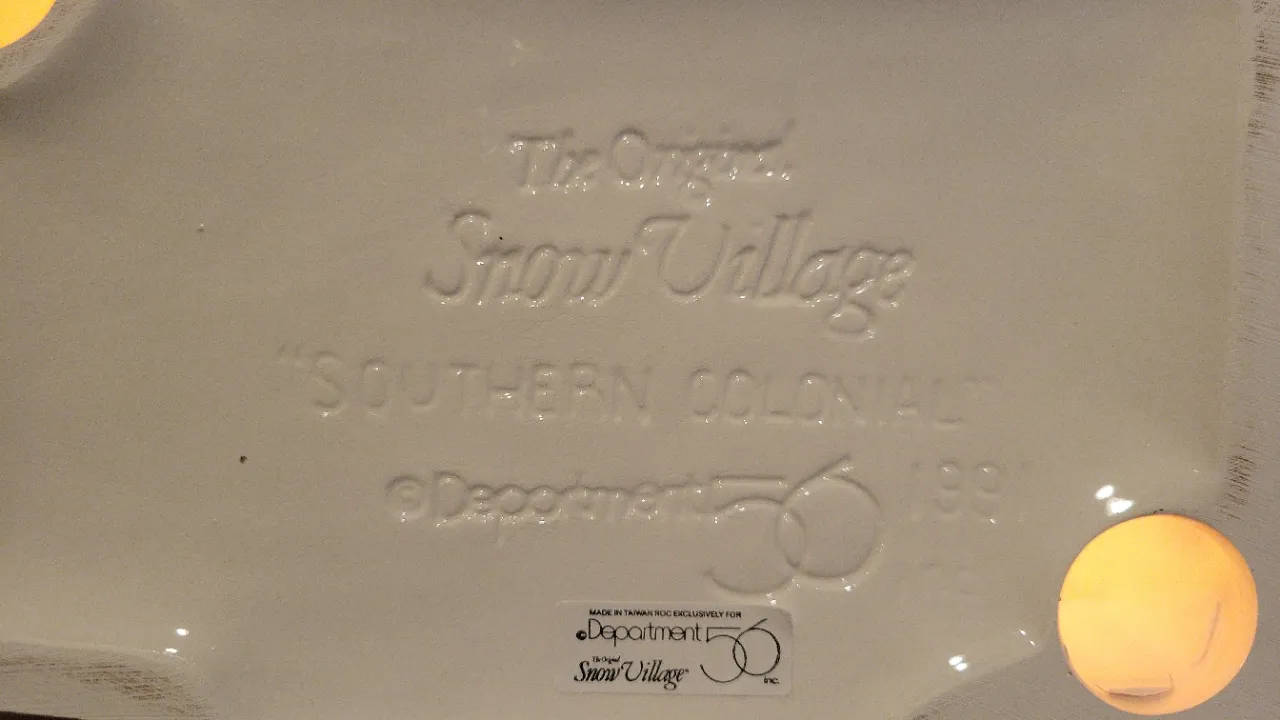 The Original
Snow Village
"SOUTHERN COLONIAL"
©Department 56 1991
MADE IN TAIWAN ROC EXCLUSIVELY FOR
©Department 56
The Original
Snow Village
INC.